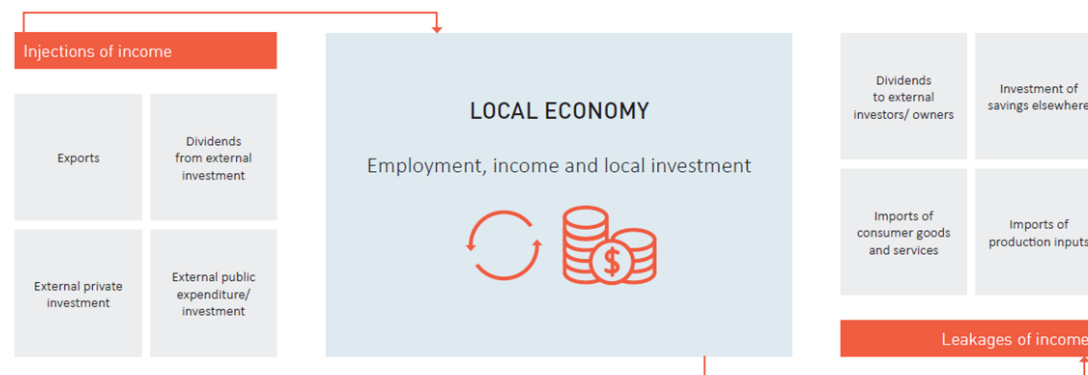 Injections of income
Exports
Dividends
from external
investment
External private
investment
External public
expenditure/
investment
LOCAL ECONOMY
Employment, income and local investment
$
Dividends
to external
investors/ owners
Investment of
savings elsewhere
Imports of
consumer goods
and services
Imports of
production inputs
Leakages of income